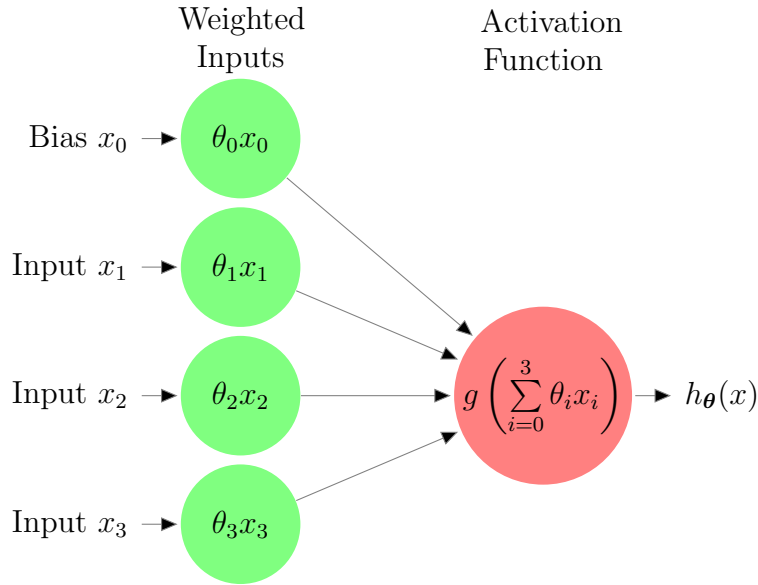 Weighted
Inputs
Activation
Function
Bias x₀
θ₀x₀
Input x₁
θ₁x₁
Input x₂
θ₂x₂
g(∑³ᵢ₌₀ θᵢxᵢ)
h_𝜽(x)
Input x₃
θ₃x₃